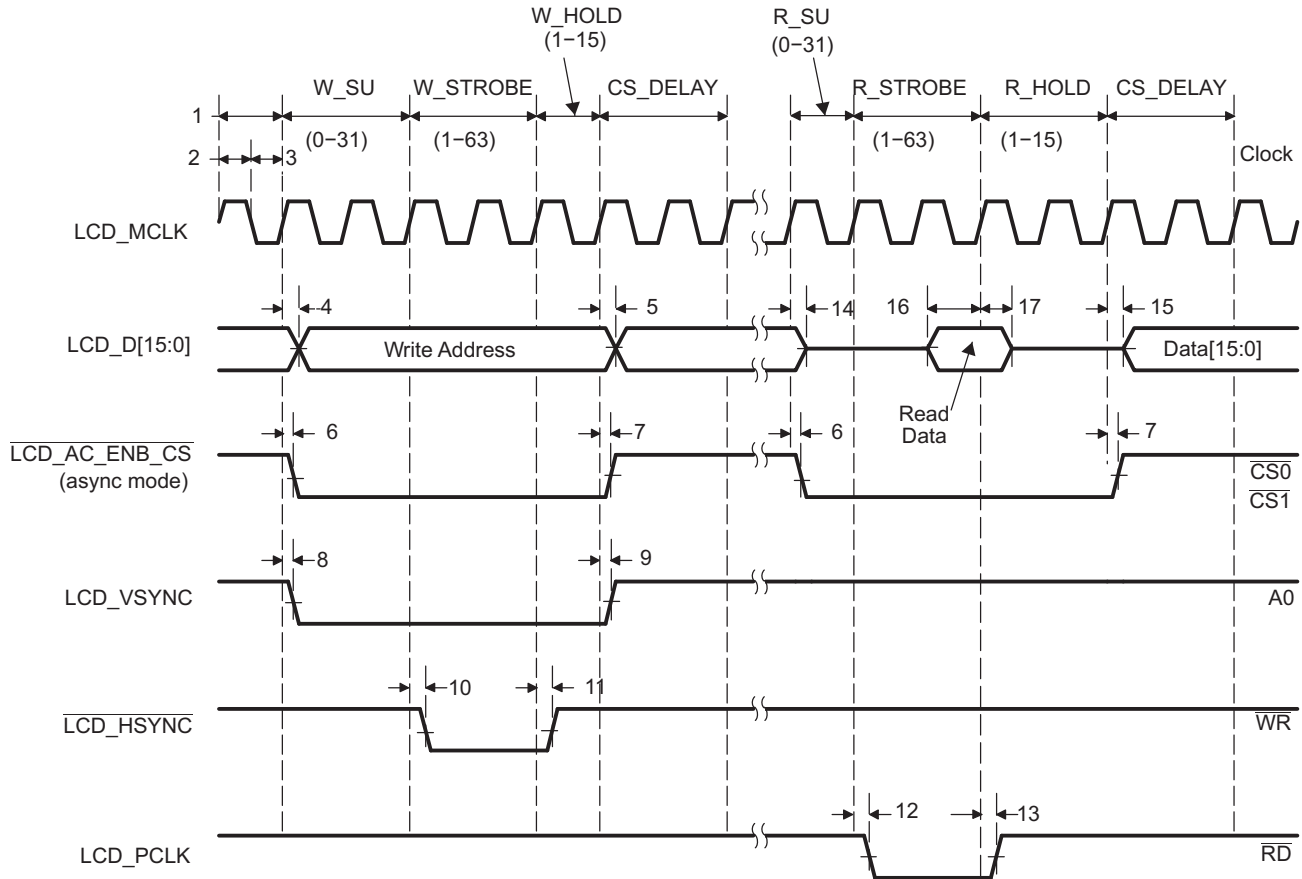 W_HOLD
(1−15)
R_SU
(0−31)
W_SU
W_STROBE
CS_DELAY
R_STROBE
R_HOLD
CS_DELAY
1
(0−31)
(1−63)
(1−63)
(1−15)
2
3
Clock
LCD_MCLK
4
5
14
16
17
15
LCD_D[15:0]
Write Address
Data[15:0]
Read
Data
6
7
6
7
LCD_AC_ENB_CS
(async mode)
CS0
CS1
8
9
LCD_VSYNC
A0
10
11
LCD_HSYNC
WR
12
13
LCD_PCLK
RD